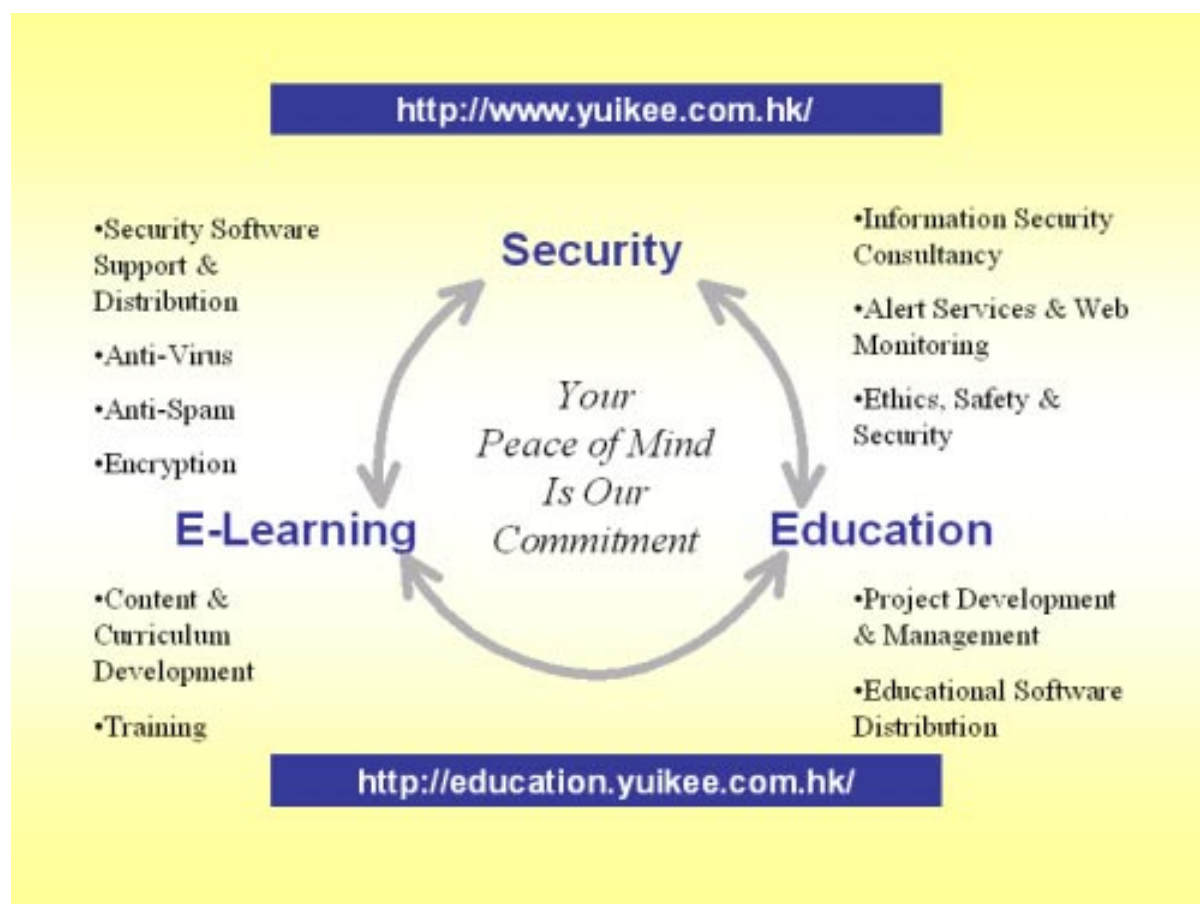 http://www.yuikee.com.hk/
•Security Software
Support &
Distribution
•Anti-Virus
•Anti-Spam
•Encryption
Security
•Information Security
Consultancy
•Alert Services & Web
Monitoring
•Ethics, Safety &
Security
Your
Peace of Mind
Is Our
Commitment
E-Learning
Education
•Content &
Curriculum
Development
•Training
•Project Development
& Management
•Educational Software
Distribution
http://education.yuikee.com.hk/